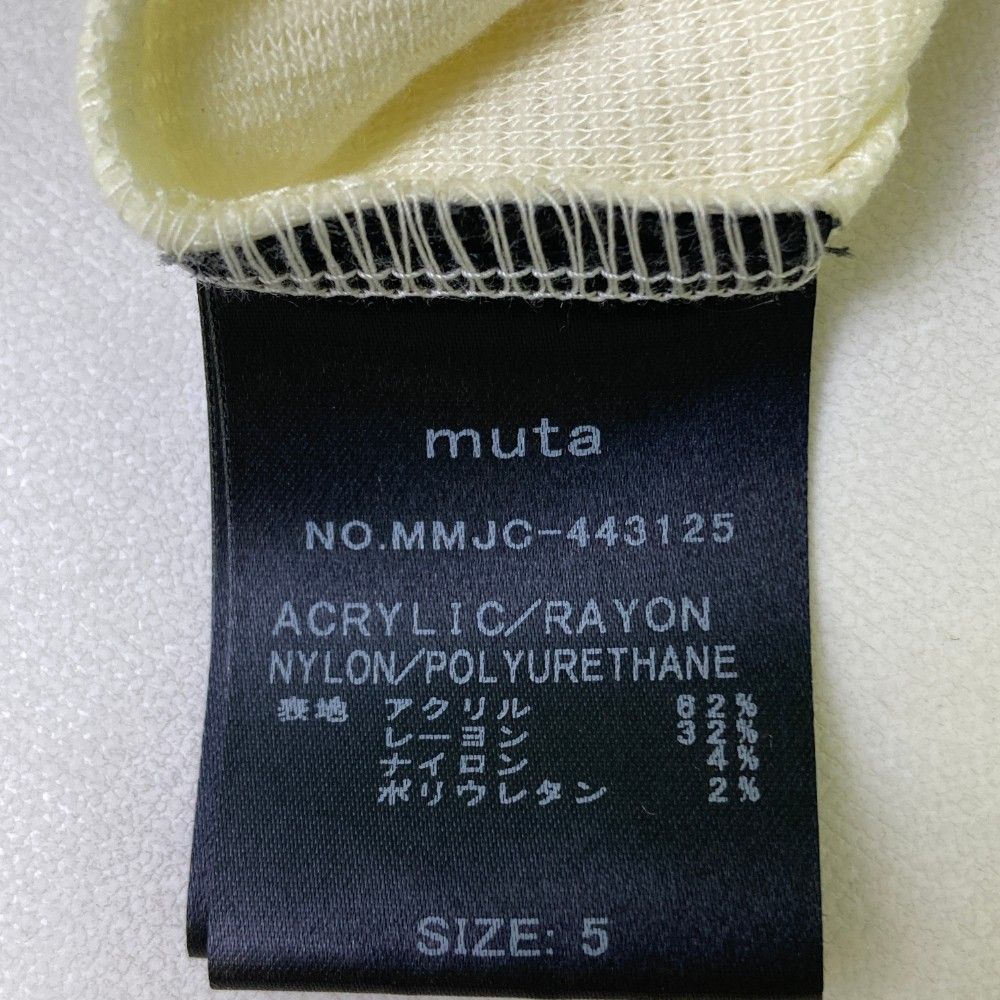 muta
NO.MMJC-443125
ACRYLIC/RAYON
NYLON/POLYURETHANE
表地 アクリル 62%
レーヨン 32%
ナイロン 4%
ポリウレタン 2%
SIZE: 5